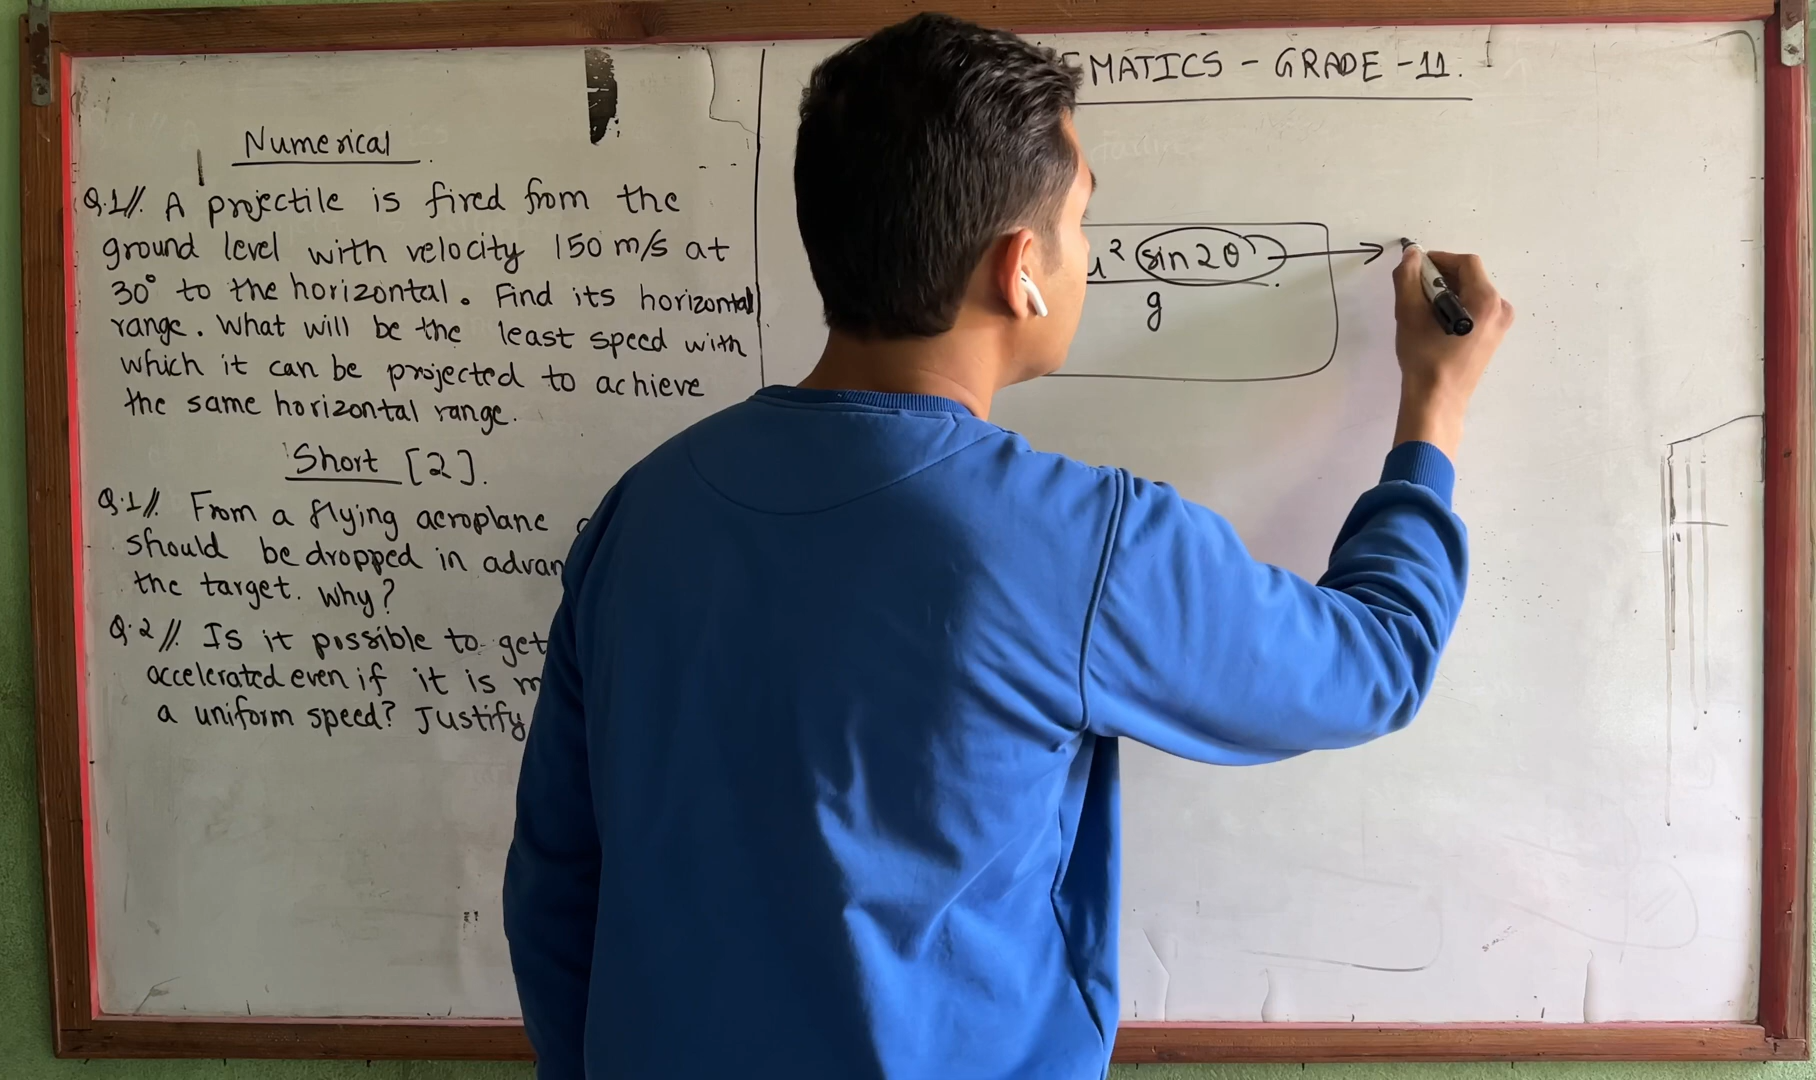 Numerical
Q.1//. A projectile is fired from the
ground level with velocity 150 m/s at
30° to the horizontal. Find its horizontal
range. What will be the least speed with
which it can be projected to achieve
the same horizontal range.
Short [2].
Q.1//. From a flying aeroplane
should be dropped in advan
the target. Why?
Q.2//. Is it possible to get
accelerated even if it is m
a uniform speed? Justify
EMATICS - GRADE -11.
u² sin2θ
g